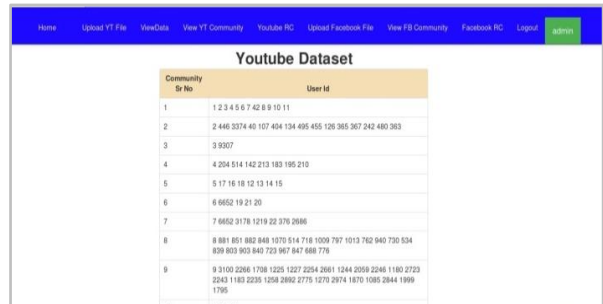 Home Upload YT File ViewData View YT Community Youtube RC Upload Facebook File View FB Community Facebook RC Logout admin
Youtube Dataset
Community Sr No User Id
1 1 2 3 4 5 6 7 42 8 9 10 11
2 2 446 3374 40 107 404 134 495 455 126 365 367 242 480 363
3 3 9307
4 4 204 514 142 213 183 195 210
5 5 17 16 18 12 13 14 15
6 6 6652 19 21 20
7 7 6652 3178 1219 22 376 2686
8 8 881 851 882 848 1070 514 718 1009 797 1013 762 940 730 534
839 803 903 840 723 967 847 688 776
9 9 3100 2266 1708 1225 1227 2254 2661 1244 2059 2246 1180 2723
2243 1183 2235 1258 2892 2775 1270 2974 1870 1085 2844 1999
1795